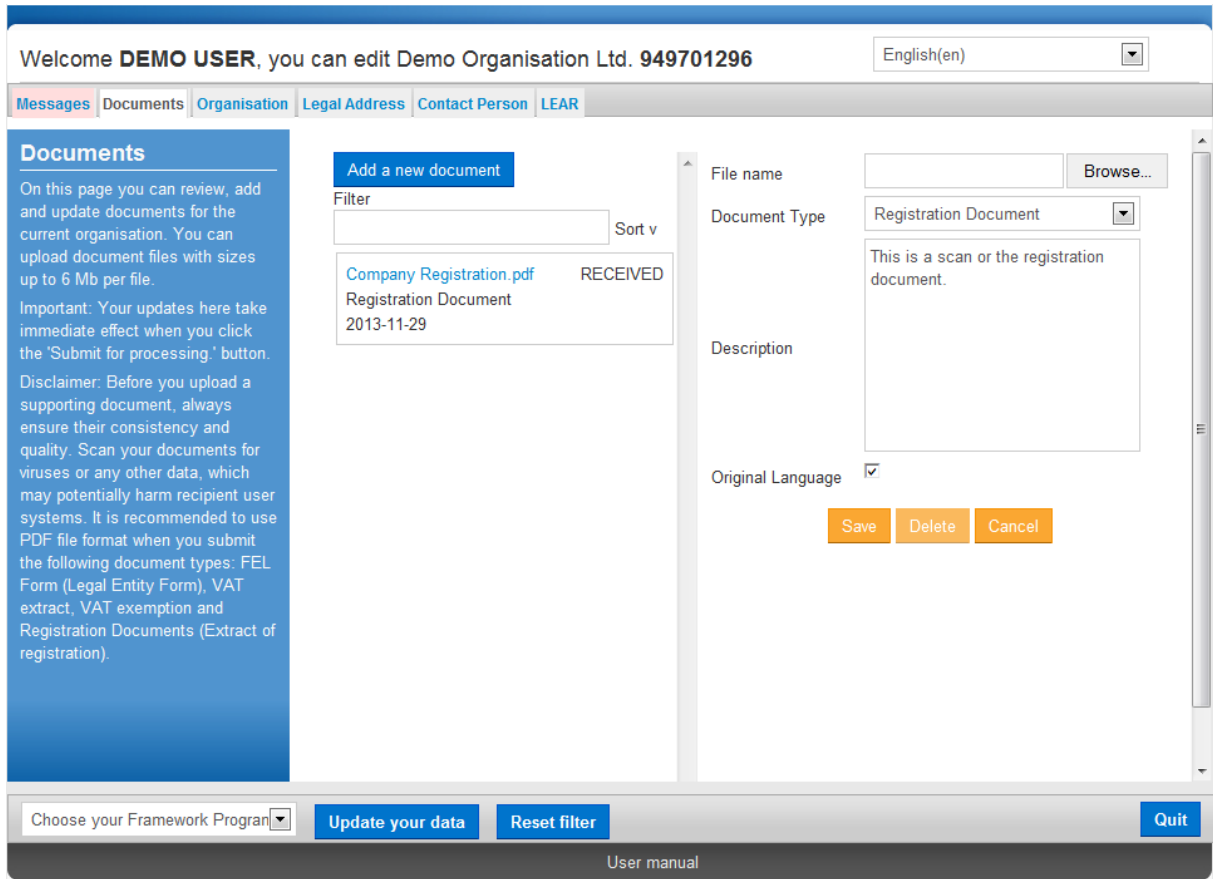 Welcome DEMO USER, you can edit Demo Organisation Ltd. 949701296
English(en)
Messages Documents Organisation Legal Address Contact Person LEAR
Documents
On this page you can review, add
and update documents for the
current organisation. You can
upload document files with sizes
up to 6 Mb per file.
Important: Your updates here take
immediate effect when you click
the 'Submit for processing.' button.
Disclaimer: Before you upload a
supporting document, always
ensure their consistency and
quality. Scan your documents for
viruses or any other data, which
may potentially harm recipient user
systems. It is recommended to use
PDF file format when you submit
the following document types: FEL
Form (Legal Entity Form), VAT
extract, VAT exemption and
Registration Documents (Extract of
registration).
Add a new document
Filter
Sort v
Company Registration.pdf RECEIVED
Registration Document
2013-11-29
File name Browse...
Document Type Registration Document
This is a scan or the registration
document.
Description
Original Language
Save Delete Cancel
Choose your Framework Progran Update your data Reset filter Quit
User manual